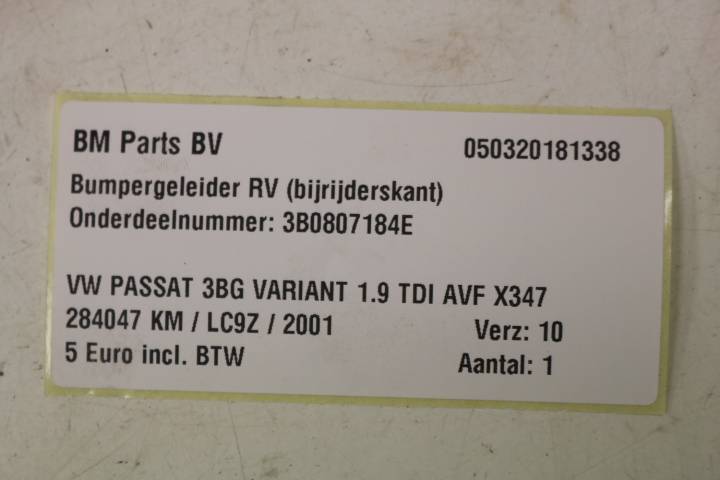 BM Parts BV 050320181338
Bumpergeleider RV (bijrijderskant)
Onderdeelnummer: 3B0807184E
VW PASSAT 3BG VARIANT 1.9 TDI AVF X347
284047 KM / LC9Z / 2001 Verz: 10
5 Euro incl. BTW Aantal: 1